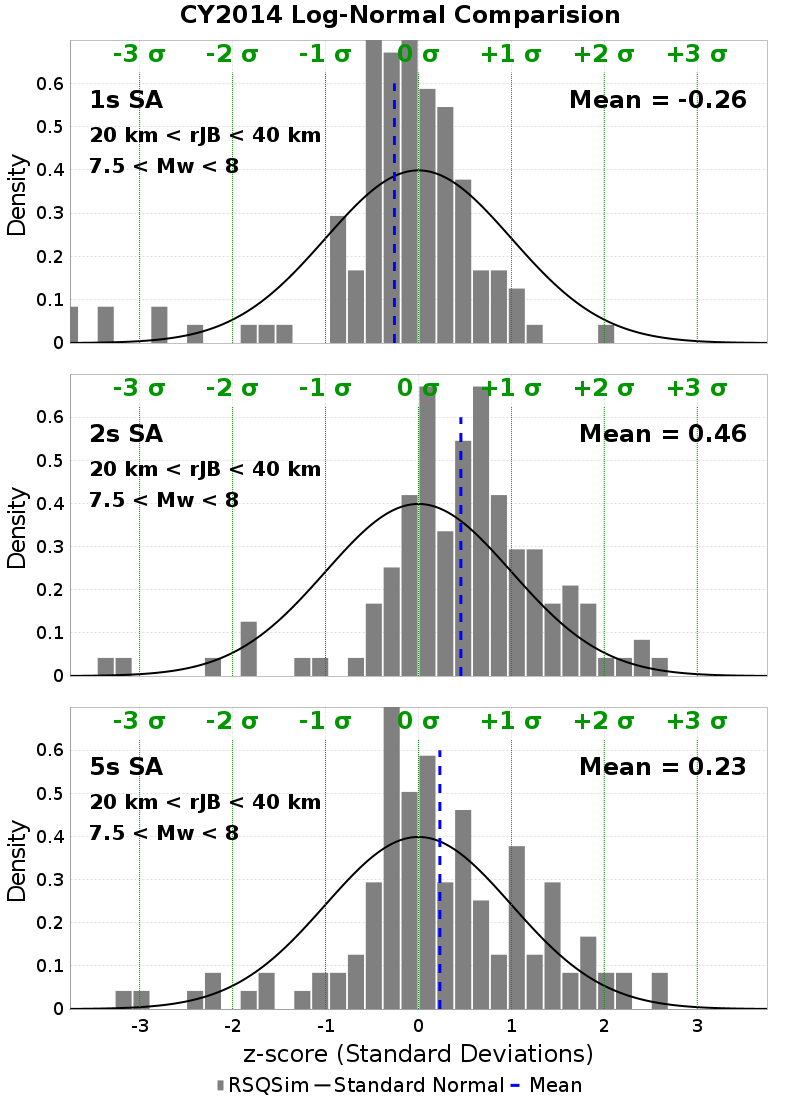 CY2014 Log-Normal Comparision
-3 σ -2 σ -1 σ 0 σ +1 σ +2 σ +3 σ
1s SA Mean = -0.26
20 km < rJB < 40 km
7.5 < Mw < 8
0.6
0.5
0.4
0.3
0.2
0.1
0
Density
-3 σ -2 σ -1 σ 0 σ +1 σ +2 σ +3 σ
2s SA Mean = 0.46
20 km < rJB < 40 km
7.5 < Mw < 8
0.6
0.5
0.4
0.3
0.2
0.1
0
Density
-3 σ -2 σ -1 σ 0 σ +1 σ +2 σ +3 σ
5s SA Mean = 0.23
20 km < rJB < 40 km
7.5 < Mw < 8
0.6
0.5
0.4
0.3
0.2
0.1
0
Density
-3 -2 -1 0 1 2 3
z-score (Standard Deviations)
RSQSim Standard Normal Mean